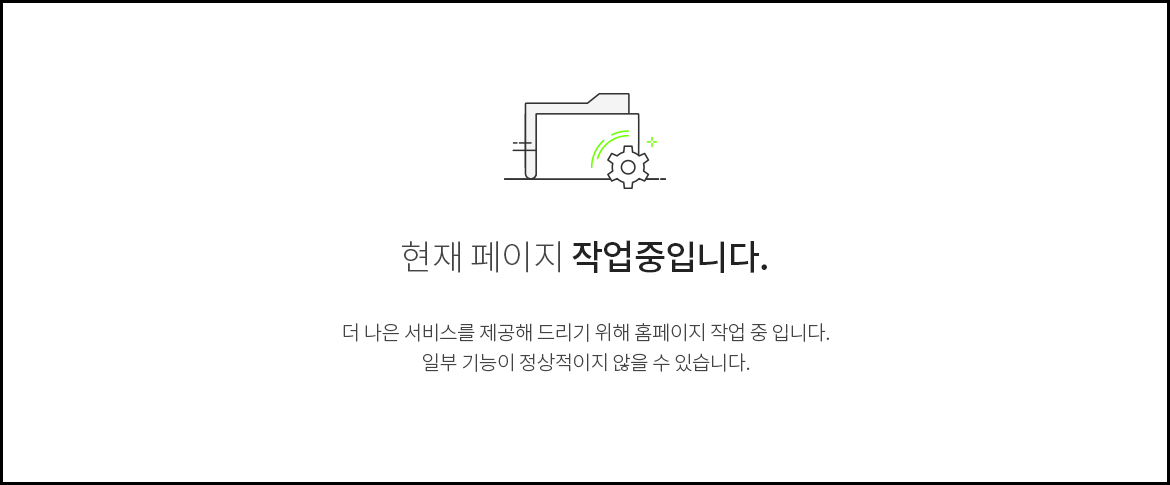 현재 페이지 작업중입니다.
더 나은 서비스를 제공해 드리기 위해 홈페이지 작업 중 입니다.
일부 기능이 정상적이지 않을 수 있습니다.